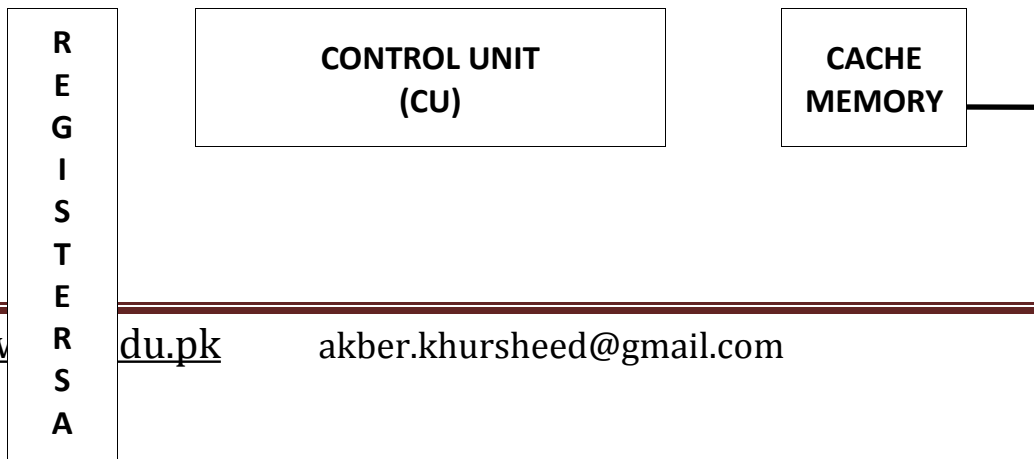 R
E
G
I
S
T
E
R
S
A
CONTROL UNIT
(CU)
CACHE
MEMORY
du.pk akber.khursheed@gmail.com